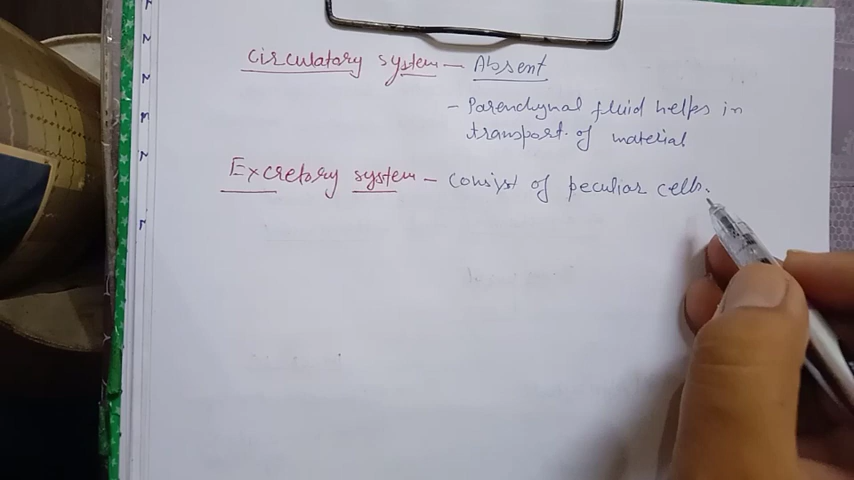 Circulatory system — Absent
- Parenchymal fluid helps in
transport of material
Excretory system — Consist of peculiar cells.